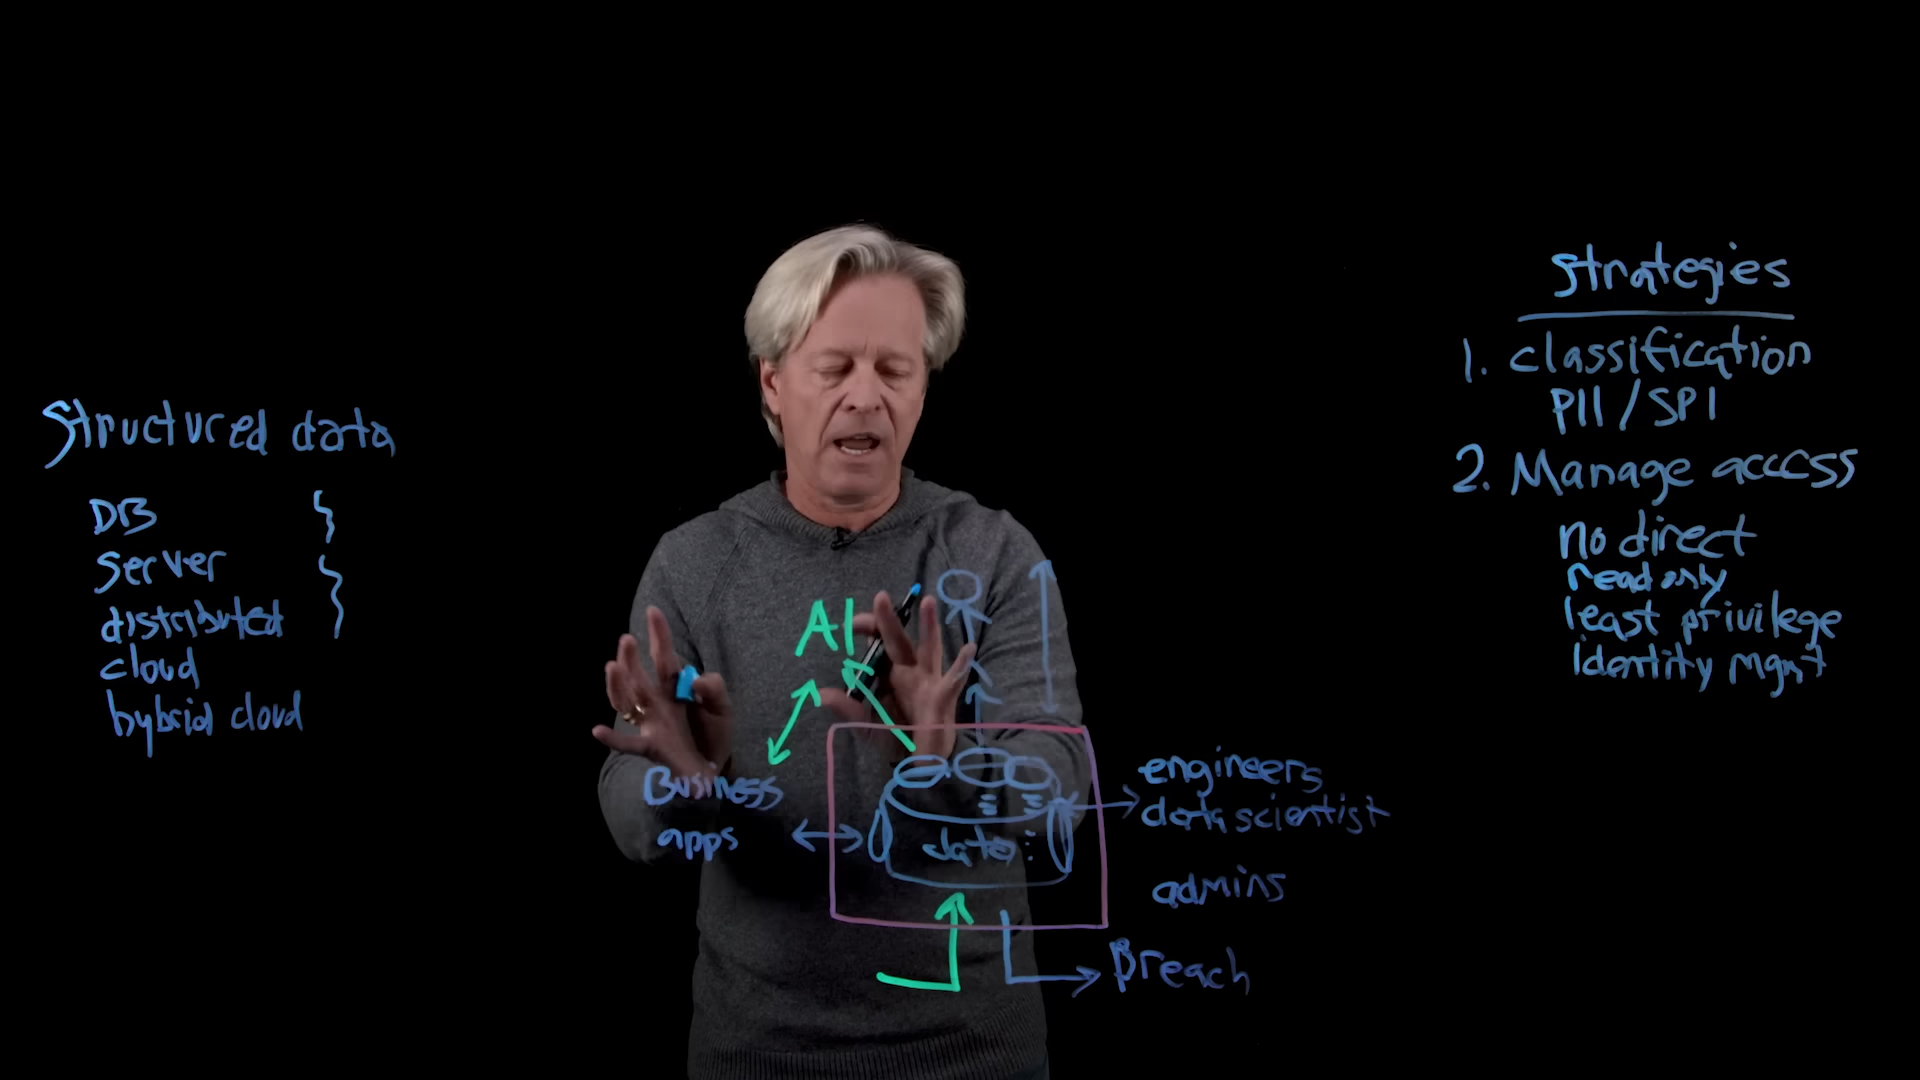 Structured data
DB
Server
distributed
cloud
hybrid cloud
AI
Business
apps
data
engineers
data scientist
admins
Breach
Strategies
1. classification
PII/SPI
2. Manage access
no direct
read only
least privilege
Identity mgmt